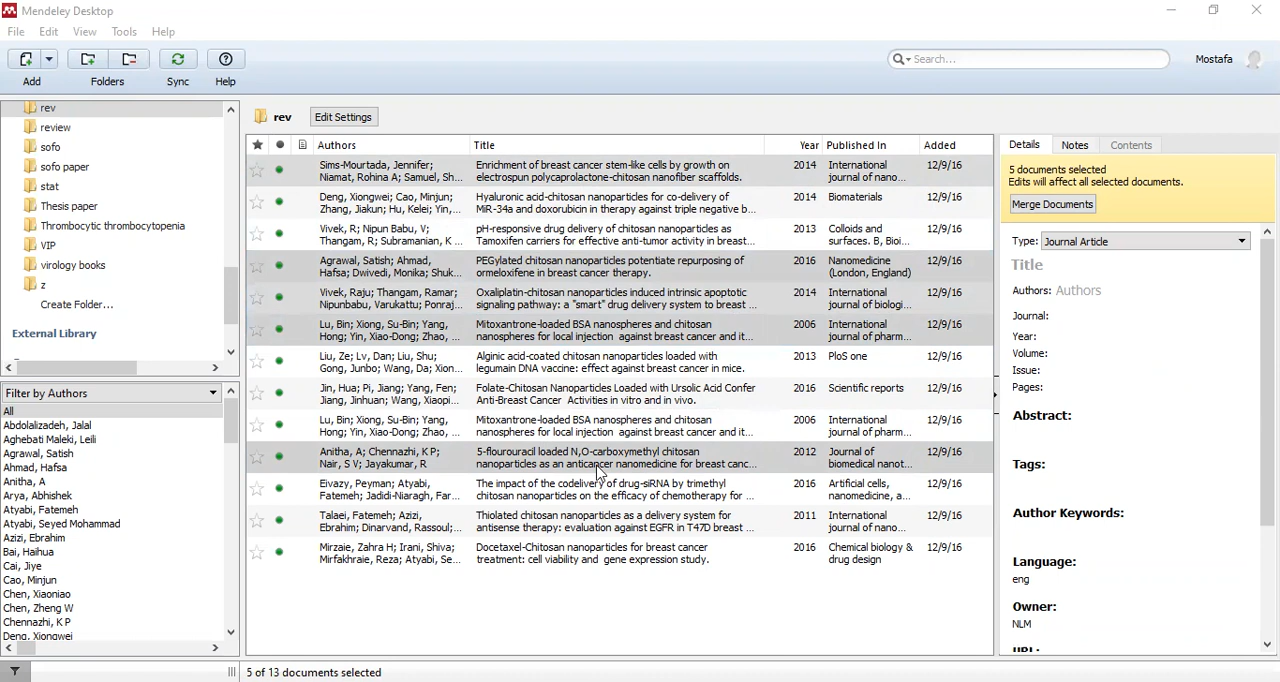 Mendeley Desktop
File Edit View Tools Help
Search...
Mostafa
Add Folders Sync Help
rev
review
sofo
sofo paper
stat
Thesis paper
Thrombocytic thrombocytopenia
VIP
virology books
z
Create Folder...
External Library
Filter by Authors
All
Abdolalizadeh, Jalal
Aghebati Maleki, Leili
Agrawal, Satish
Ahmad, Hafsa
Anitha, A
Arya, Abhishek
Atyabi, Fatemeh
Atyabi, Seyed Mohammad
Azizi, Ebrahim
Bai, Haihua
Cai, Jiye
Cao, Minjun
Chen, Xiaoniao
Chen, Zheng W
Chennazhi, K P
Deng, Xiongwei
rev Edit Settings
Authors Title Year Published In Added
Sims-Mourtada, Jennifer; Enrichment of breast cancer stem-like cells by growth on 2014 International 12/9/16
Niamat, Rohina A; Samuel, Sh... electrospun polycaprolactone-chitosan nanofiber scaffolds. journal of nano...
Deng, Xiongwei; Cao, Minjun; Hyaluronic acid-chitosan nanoparticles for co-delivery of 2014 Biomaterials 12/9/16
Zhang, Jiakun; Hu, Kelei; Yin,... MiR-34a and doxorubicin in therapy against triple negative b...
Vivek, R; Nipun Babu, V; pH-responsive drug delivery of chitosan nanoparticles as 2013 Colloids and 12/9/16
Thangam, R; Subramanian, K ... Tamoxifen carriers for effective anti-tumor activity in breast... surfaces. B, Bioi...
Agrawal, Satish; Ahmad, PEGylated chitosan nanoparticles potentiate repurposing of 2016 Nanomedicine 12/9/16
Hafsa; Dwivedi, Monika; Shuk... ormeloxifene in breast cancer therapy. (London, England)
Vivek, Raju; Thangam, Ramar; Oxaliplatin-chitosan nanoparticles induced intrinsic apoptotic 2014 International 12/9/16
Nipunbabu, Varukattu; Ponraj,... signaling pathway: a "smart" drug delivery system to breast ... journal of biologi...
Lu, Bin; Xiong, Su-Bin; Yang, Mitoxantrone-loaded BSA nanospheres and chitosan 2006 International 12/9/16
Hong; Yin, Xiao-Dong; Zhao, ... nanospheres for local injection against breast cancer and it... journal of pharm...
Liu, Ze; Lv, Dan; Liu, Shu; Alginic acid-coated chitosan nanoparticles loaded with 2013 PloS one 12/9/16
Gong, Junbo; Wang, Da; Xion... legumain DNA vaccine: effect against breast cancer in mice.
Jin, Hua; Pi, Jiang; Yang, Fen; Folate-Chitosan Nanoparticles Loaded with Ursolic Acid Confer 2016 Scientific reports 12/9/16
Jiang, Jinhuan; Wang, Xiaopi... Anti-Breast Cancer Activities in vitro and in vivo.
Lu, Bin; Xiong, Su-Bin; Yang, Mitoxantrone-loaded BSA nanospheres and chitosan 2006 International 12/9/16
Hong; Yin, Xiao-Dong; Zhao, ... nanospheres for local injection against breast cancer and it... journal of pharm...
Anitha, A; Chennazhi, K P; 5-flourouracil loaded N,O-carboxymethyl chitosan 2012 Journal of 12/9/16
Nair, S V; Jayakumar, R nanoparticles as an anticancer nanomedicine for breast canc... biomedical nanot...
Eivazy, Peyman; Atyabi, The impact of the codelivery of drug-siRNA by trimethyl 2016 Artificial cells, 12/9/16
Fatemeh; Jadidi-Niaragh, Far... chitosan nanoparticles on the efficacy of chemotherapy for ... nanomedicine, a...
Talaei, Fatemeh; Azizi, Thiolated chitosan nanoparticles as a delivery system for 2011 International 12/9/16
Ebrahim; Dinarvand, Rassoul;... antisense therapy: evaluation against EGFR in T47D breast ... journal of nano...
Mirzaie, Zahra H; Irani, Shiva; Docetaxel-Chitosan nanoparticles for breast cancer 2016 Chemical biology & 12/9/16
Mirfakhraie, Reza; Atyabi, Se... treatment: cell viability and gene expression study. drug design
Details Notes Contents
5 documents selected
Edits will affect all selected documents.
Merge Documents
Type: Journal Article
Title
Authors: Authors
Journal:
Year:
Volume:
Issue:
Pages:
Abstract:
Tags:
Author Keywords:
Language:
eng
Owner:
NLM
URL:
5 of 13 documents selected